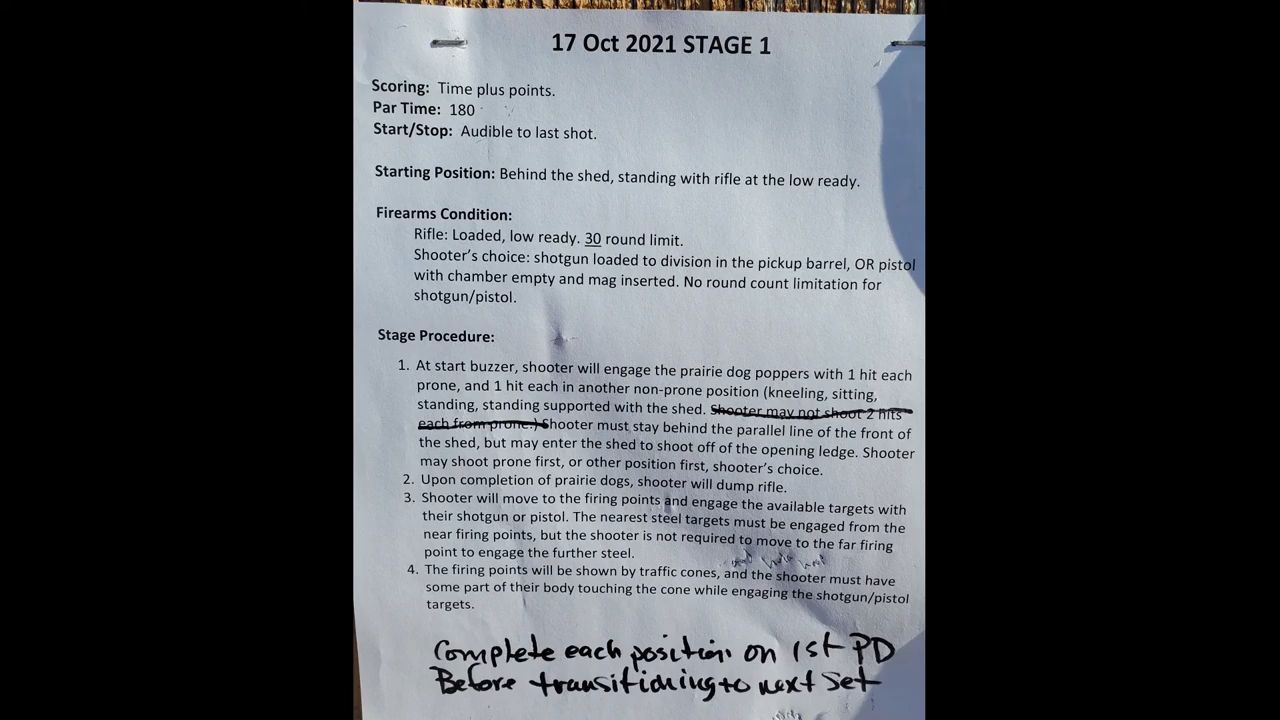 17 Oct 2021 STAGE 1
Scoring: Time plus points.
Par Time: 180
Start/Stop: Audible to last shot.
Starting Position: Behind the shed, standing with rifle at the low ready.
Firearms Condition:
Rifle: Loaded, low ready. 30 round limit.
Shooter's choice: shotgun loaded to division in the pickup barrel, OR pistol
with chamber empty and mag inserted. No round count limitation for
shotgun/pistol.
Stage Procedure:
1. At start buzzer, shooter will engage the prairie dog poppers with 1 hit each
prone, and 1 hit each in another non-prone position (kneeling, sitting,
standing, standing supported with the shed. Shooter may not shoot 2 hits
each from prone.) Shooter must stay behind the parallel line of the front of
the shed, but may enter the shed to shoot off of the opening ledge. Shooter
may shoot prone first, or other position first, shooter's choice.
2. Upon completion of prairie dogs, shooter will dump rifle.
3. Shooter will move to the firing points and engage the available targets with
their shotgun or pistol. The nearest steel targets must be engaged from the
near firing points, but the shooter is not required to move to the far firing
point to engage the further steel.
4. The firing points will be shown by traffic cones, and the shooter must have
some part of their body touching the cone while engaging the shotgun/pistol
targets.
Complete each position on 1st PD
Before transitioning to next set